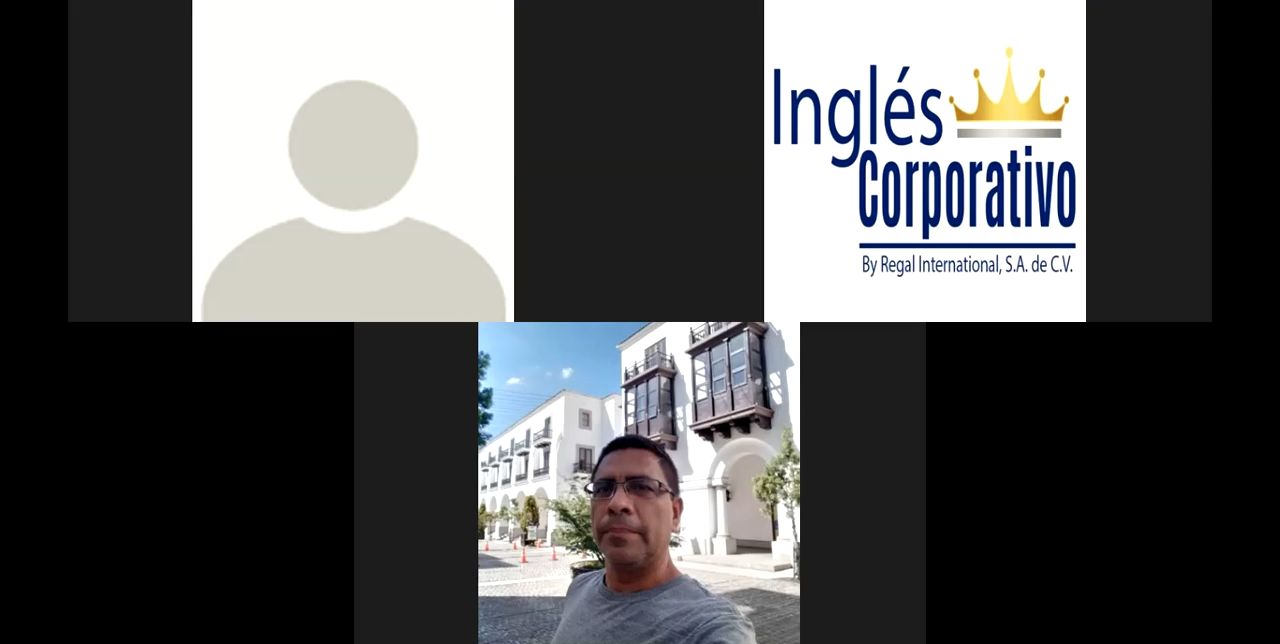 Inglés
Corporativo
By Regal International, S.A. de C.V.